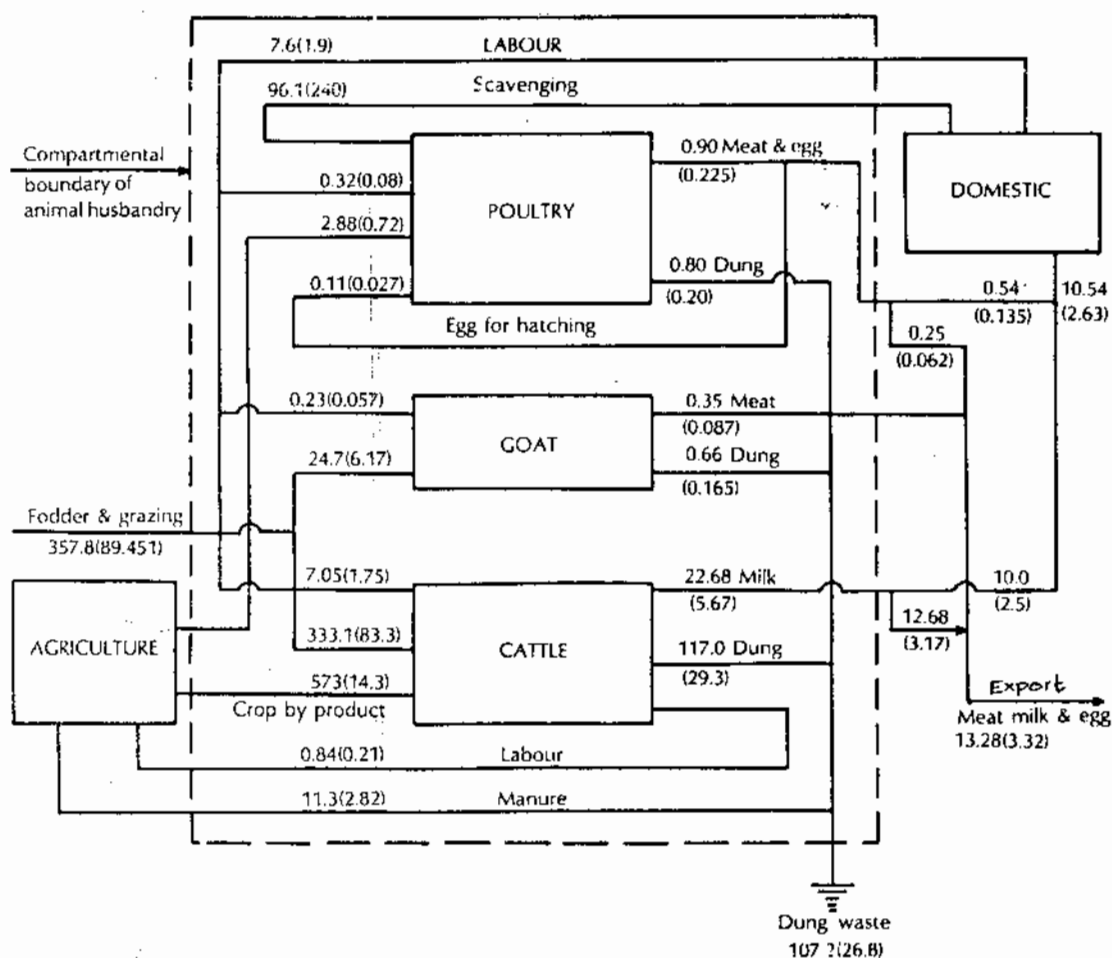 7.6(1.9) LABOUR
96.1(240) Scavenging
Compartmental
boundary of
animal husbandry
0.32(0.08)
2.88(0.72)
0.11(0.027)
POULTRY
0.90 Meat & egg
(0.225)
0.80 Dung
(0.20)
Egg for hatching
DOMESTIC
0.54
(0.135)
10.54
(2.63)
0.25
(0.062)
0.23(0.057)
24.7(6.17)
GOAT
0.35 Meat
(0.087)
0.66 Dung
(0.165)
Fodder & grazing
357.8(89.451)
7.05(1.75)
333.1(83.3)
573(14.3)
Crop by product
AGRICULTURE
CATTLE
22.68 Milk
(5.67)
117.0 Dung
(29.3)
10.0
(2.5)
12.68
(3.17)
Export
Meat milk & egg
13.28(3.32)
0.84(0.21) Labour
11.3(2.82) Manure
Dung waste